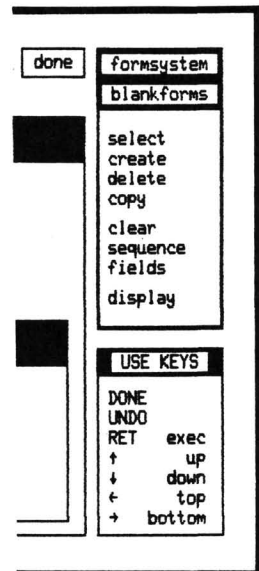 done
formsystem
blankforms
select
create
delete
copy
clear
sequence
fields
display
USE KEYS
DONE
UNDO
RET exec
↑ up
↓ down
← top
→ bottom